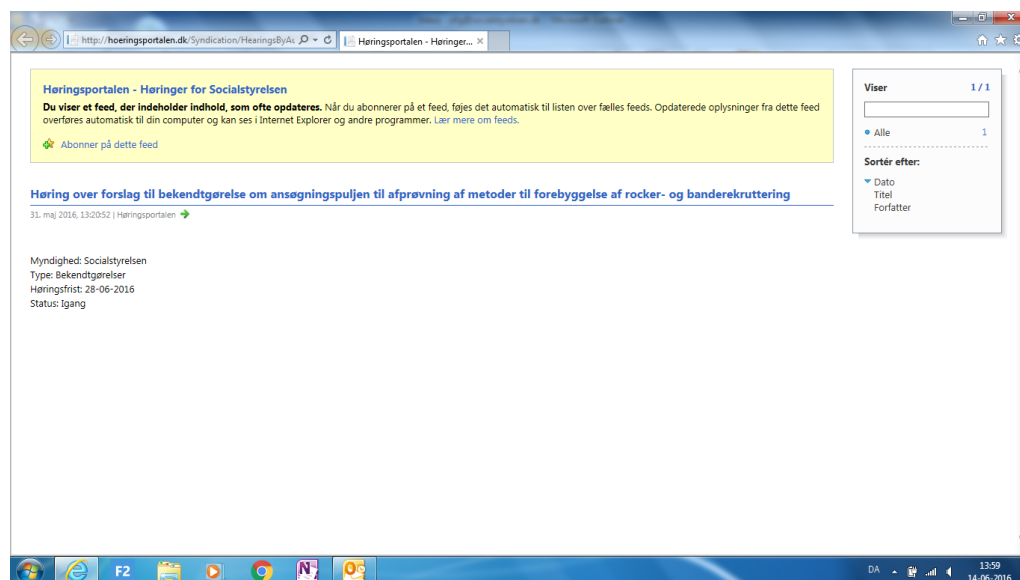 http://hoeringsportalen.dk/Syndication/HearingsByAu
Høringsportalen - Høringer...
Høringsportalen - Høringer for Socialstyrelsen
Du viser et feed, der indeholder indhold, som ofte opdateres. Når du abonnerer på et feed, føjes det automatisk til listen over fælles feeds. Opdaterede oplysninger fra dette feed
overføres automatisk til din computer og kan ses i Internet Explorer og andre programmer. Lær mere om feeds.
Abonner på dette feed
Høring over forslag til bekendtgørelse om ansøgningspuljen til afprøvning af metoder til forebyggelse af rocker- og banderekruttering
31. maj 2016, 13:20:52 | Høringsportalen
Myndighed: Socialstyrelsen
Type: Bekendtgørelser
Høringsfrist: 28-06-2016
Status: Igang
Viser 1 / 1
Alle 1
Sortér efter:
Dato
Titel
Forfatter
F2
DA
13:59
14-06-2016